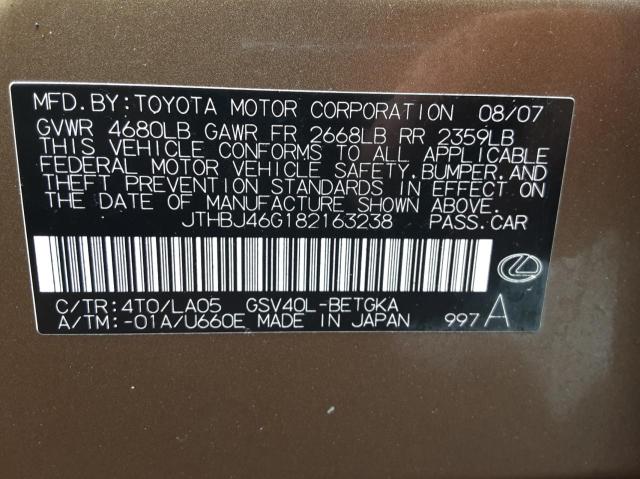 MFD.BY:TOYOTA MOTOR CORPORATION 08/07
GVWR 4680LB GAWR FR 2668LB RR 2359LB
THIS VEHICLE CONFORMS TO ALL APPLICABLE
FEDERAL MOTOR VEHICLE SAFETY,BUMPER,AND
THEFT PREVENTION STANDARDS IN EFFECT ON
THE DATE OF MANUFACTURE SHOWN ABOVE.
JTHBJ46G182163238 PASS.CAR
C/TR:4T0/LA05 GSV40L-BETGKA
A/TM:-01A/U660E MADE IN JAPAN 997 A